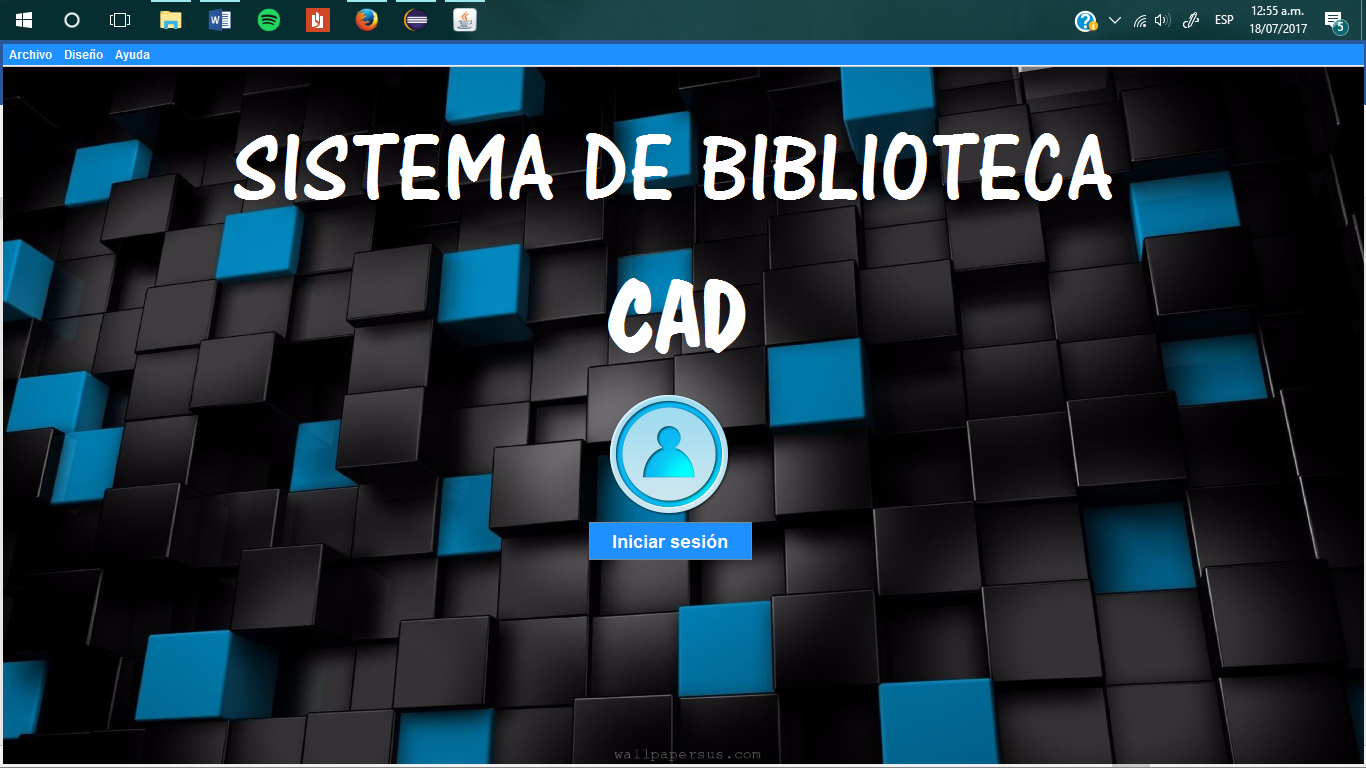 12:55 a.m.
ESP
18/07/2017
5
Archivo Diseño Ayuda
SISTEMA DE BIBLIOTECA
CAD
Iniciar sesión
wallpapersus.com